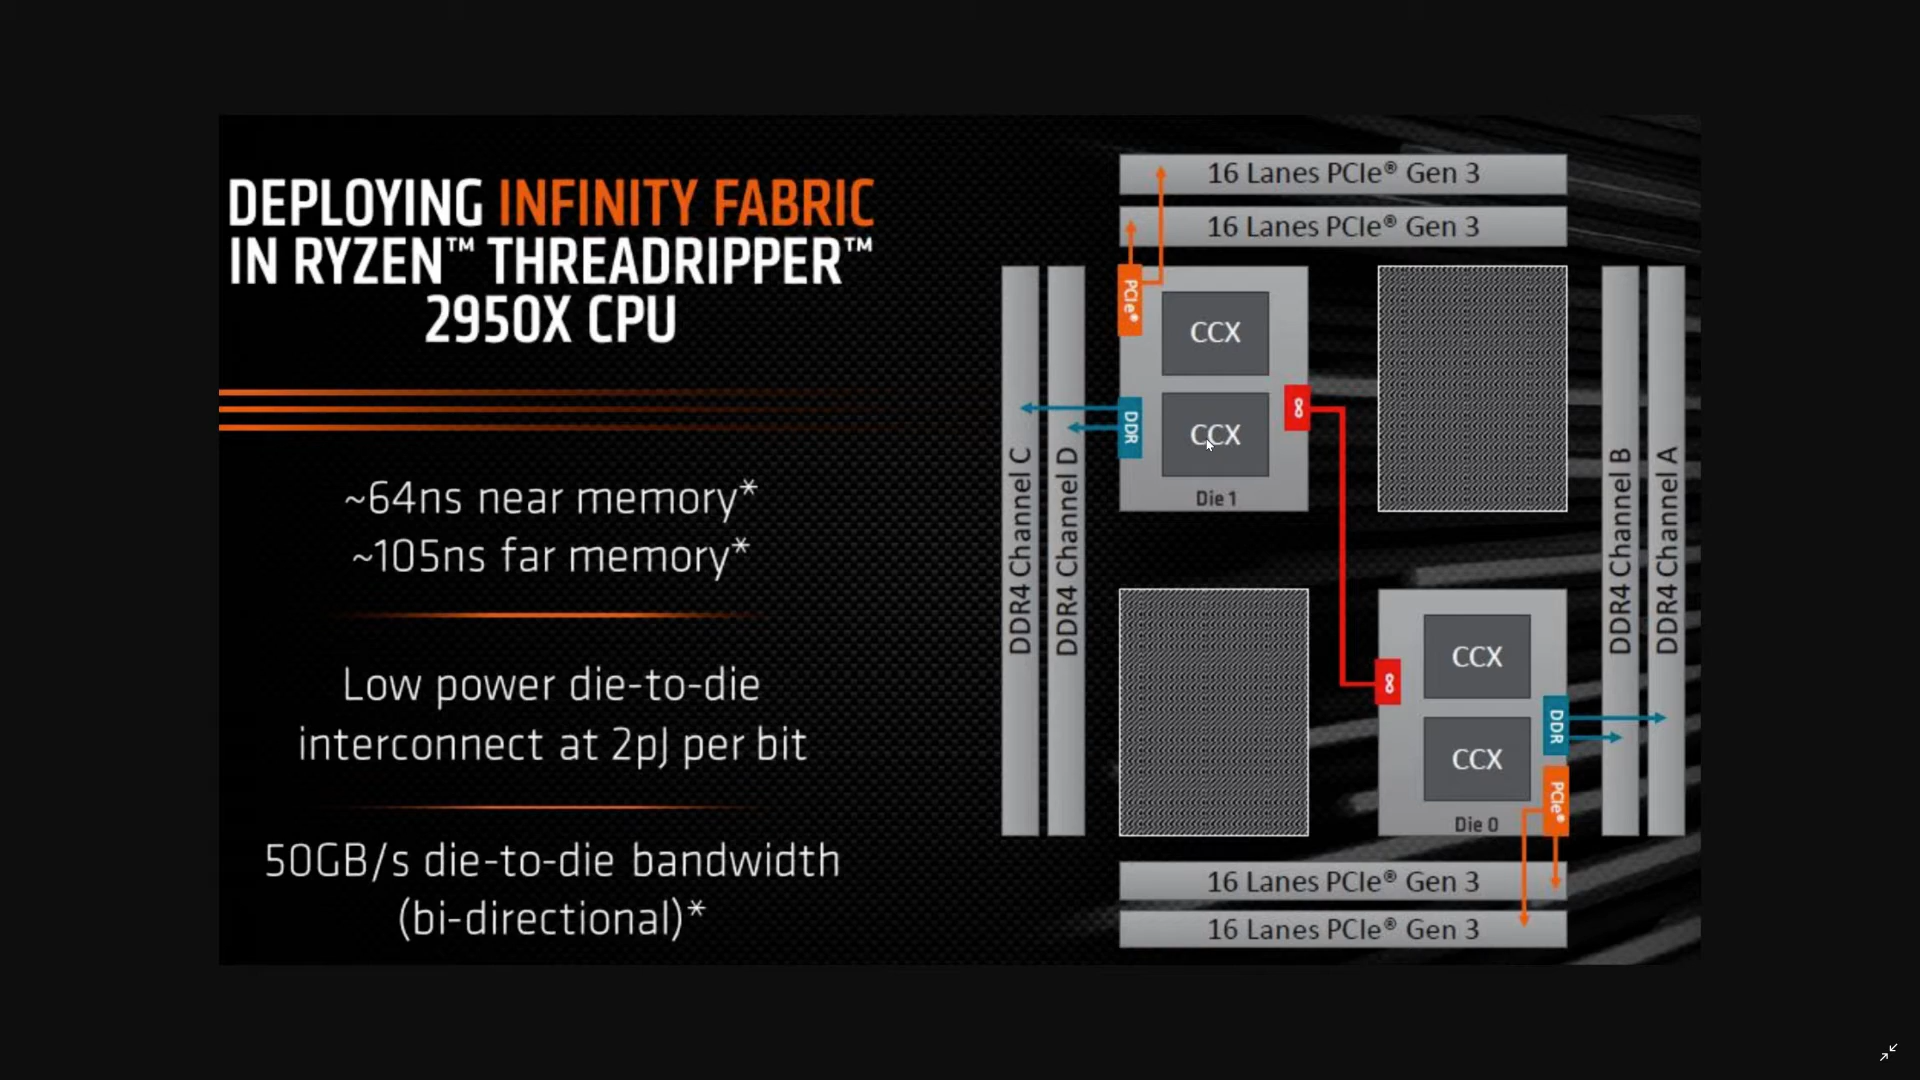 DEPLOYING INFINITY FABRIC
IN RYZEN™ THREADRIPPER™
2950X CPU
~64ns near memory*
~105ns far memory*
Low power die-to-die
interconnect at 2pJ per bit
50GB/s die-to-die bandwidth
(bi-directional)*
16 Lanes PCIe® Gen 3
16 Lanes PCIe® Gen 3
DDR4 Channel C
DDR4 Channel D
PCIe®
DDR
CCX
CCX
∞
Die 1
DDR4 Channel B
DDR4 Channel A
∞
CCX
CCX
DDR
PCIe®
Die 0
16 Lanes PCIe® Gen 3
16 Lanes PCIe® Gen 3